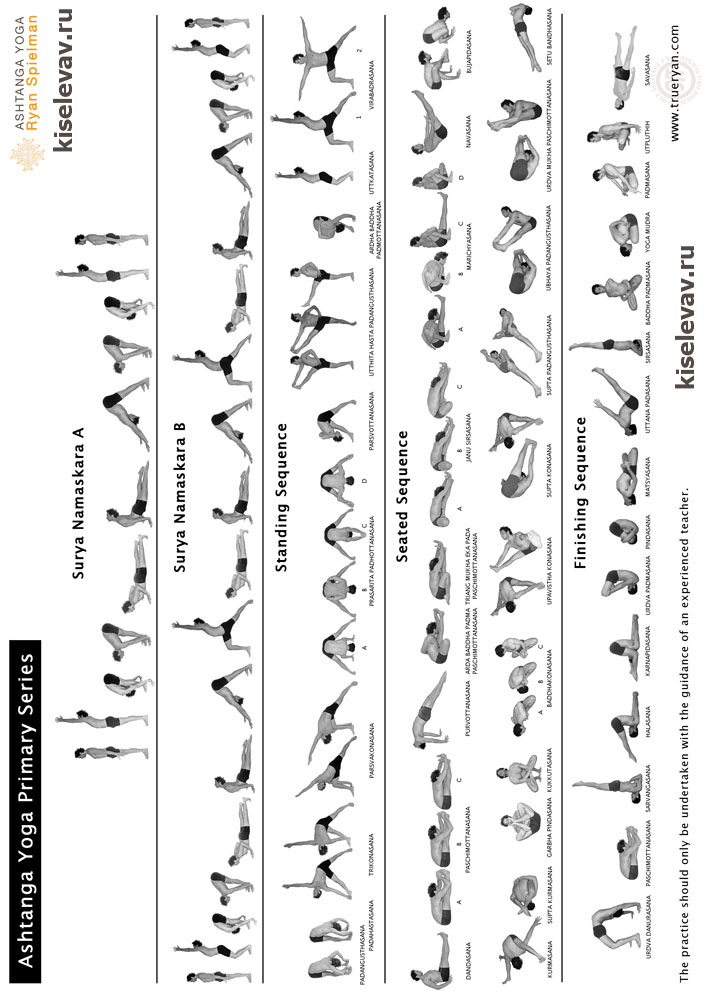 Ashtanga Yoga Primary Series
ASHTANGA YOGA
Ryan Spielman
kiselevav.ru
Surya Namaskara A
Surya Namaskara B
Standing Sequence
PADANGUSTHASANA
PADAHASTASANA
TRIKONASANA
PARSVAKONASANA
A
B
C
D
PRASARITA PADHOTTANASANA
PARSVOTTANASANA
UTTHITA HASTA PADANGUSTHASANA
ARDHA BADDHA
PADMOTTANASANA
UTTKATASANA
1
2
VIRABADRASANA
Seated Sequence
DANDASANA
A
B
C
PASCHIMOTTANASANA
PURVOTTANASANA
ARDA BADDHA PADMA
PASCHIMOTTANASANA
TRIANG MUKHA EKA PADA
PASCHIMOTTANASANA
A
B
C
JANU SIRSASANA
A
B
C
D
MARICHYASANA
NAVASANA
BUJAPIDASANA
KURMASANA
SUPTA KURMASANA
GARBHA PINDASANA
KUKKUTASANA
A
B
C
BADDHAKONASANA
UPAVISTHA KONASANA
SUPTA KONASANA
SUPTA PADANGUSTHASANA
UBHAYA PADANGUSTHASANA
URDVA MUKHA PASCHIMOTTANASANA
SETU BANDHASANA
Finishing Sequence
URDVA DANURASANA
PASCHIMOTTANASANA
SARVANGASANA
HALASANA
KARNAPIDASANA
URDVA PADMASANA
PINDASANA
MATSYASANA
UTTANA PADASANA
SIRSASANA
BADDHA PADMASANA
YOGA MUDRA
PADMASANA
UTPLUTHIH
SAVASANA
The practice should only be undertaken with the guidance of an experienced teacher.
kiselevav.ru
www.trueryan.com